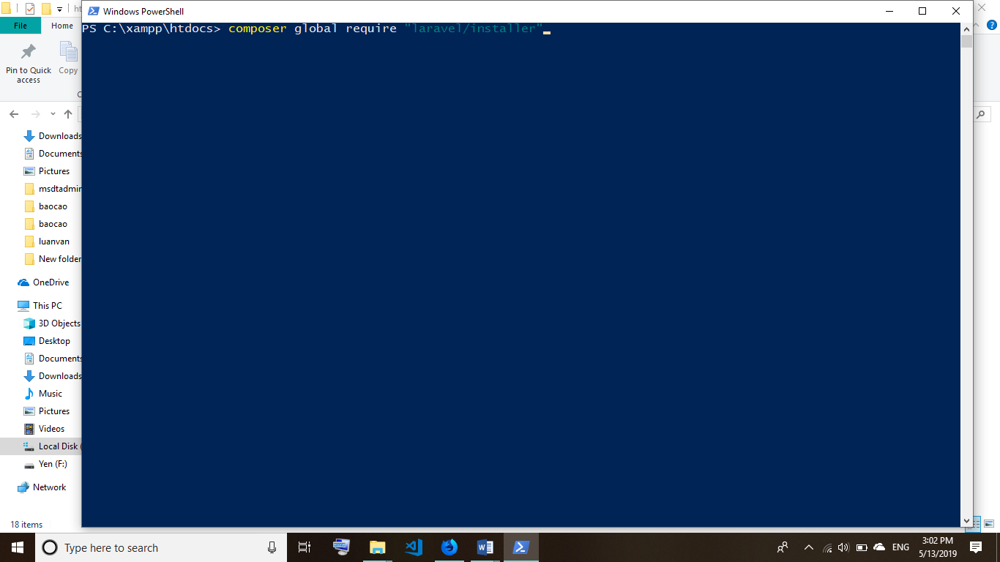 ht
Windows PowerShell
File
Home
Pin to Quick
access
Copy
C
PS C:\xampp\htdocs> composer global require "laravel/installer"
Downloads
Documents
Pictures
msdtadmin
baocao
baocao
luanvan
New folder
OneDrive
This PC
3D Objects
Desktop
Documents
Downloads
Music
Pictures
Videos
Local Disk (
Yen (F:)
Network
18 items
Type here to search
ENG
3:02 PM
5/13/2019